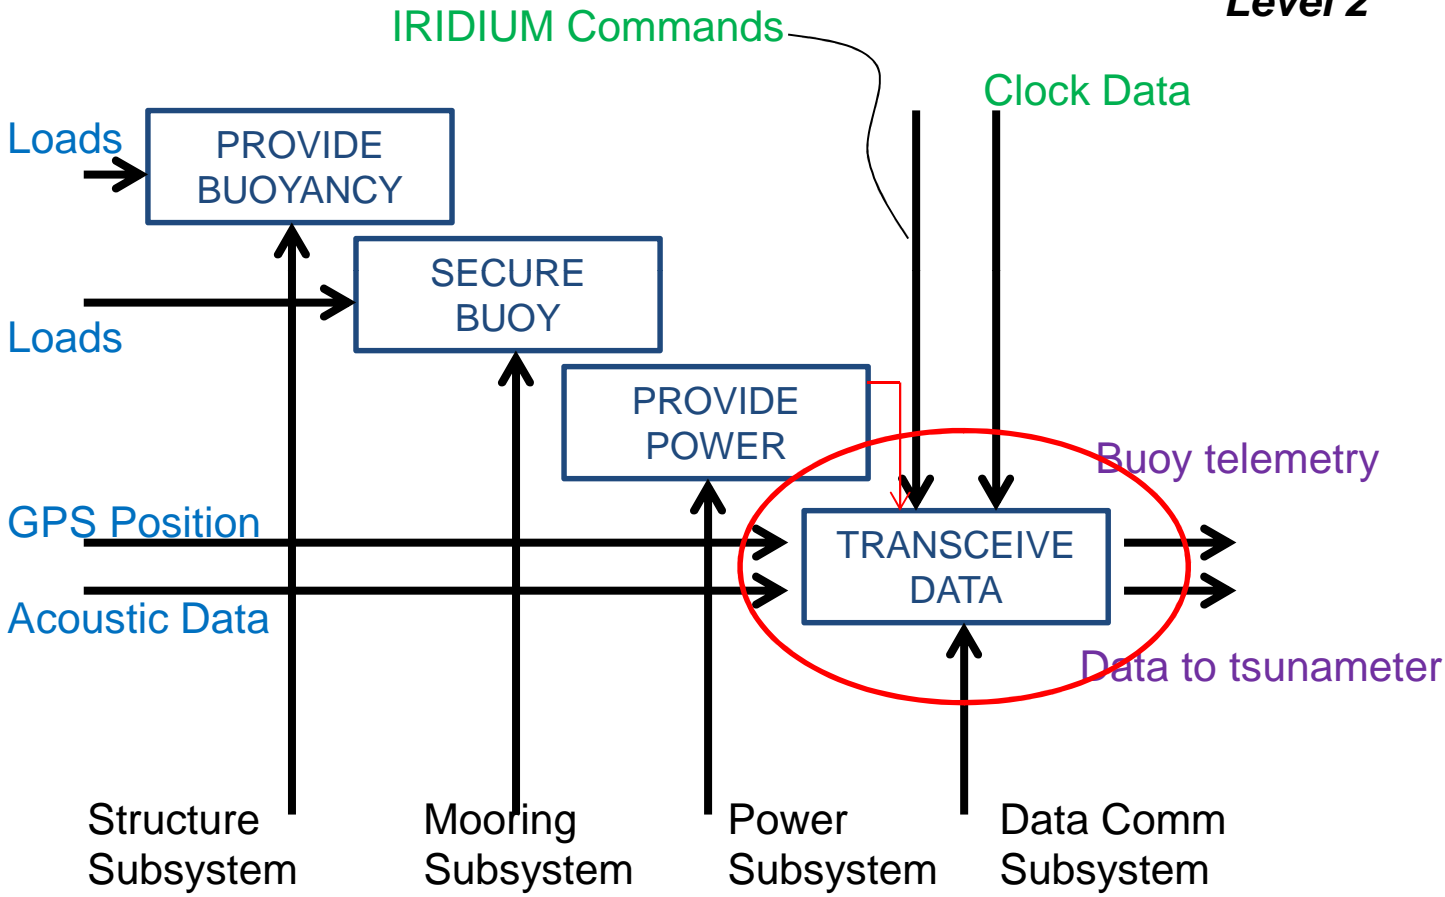 Level 2
IRIDIUM Commands
Clock Data
Loads
PROVIDE
BUOYANCY
SECURE
BUOY
Loads
PROVIDE
POWER
Buoy telemetry
GPS Position
TRANSCEIVE
DATA
Acoustic Data
Data to tsunameter
Structure
Subsystem
Mooring
Subsystem
Power
Subsystem
Data Comm
Subsystem